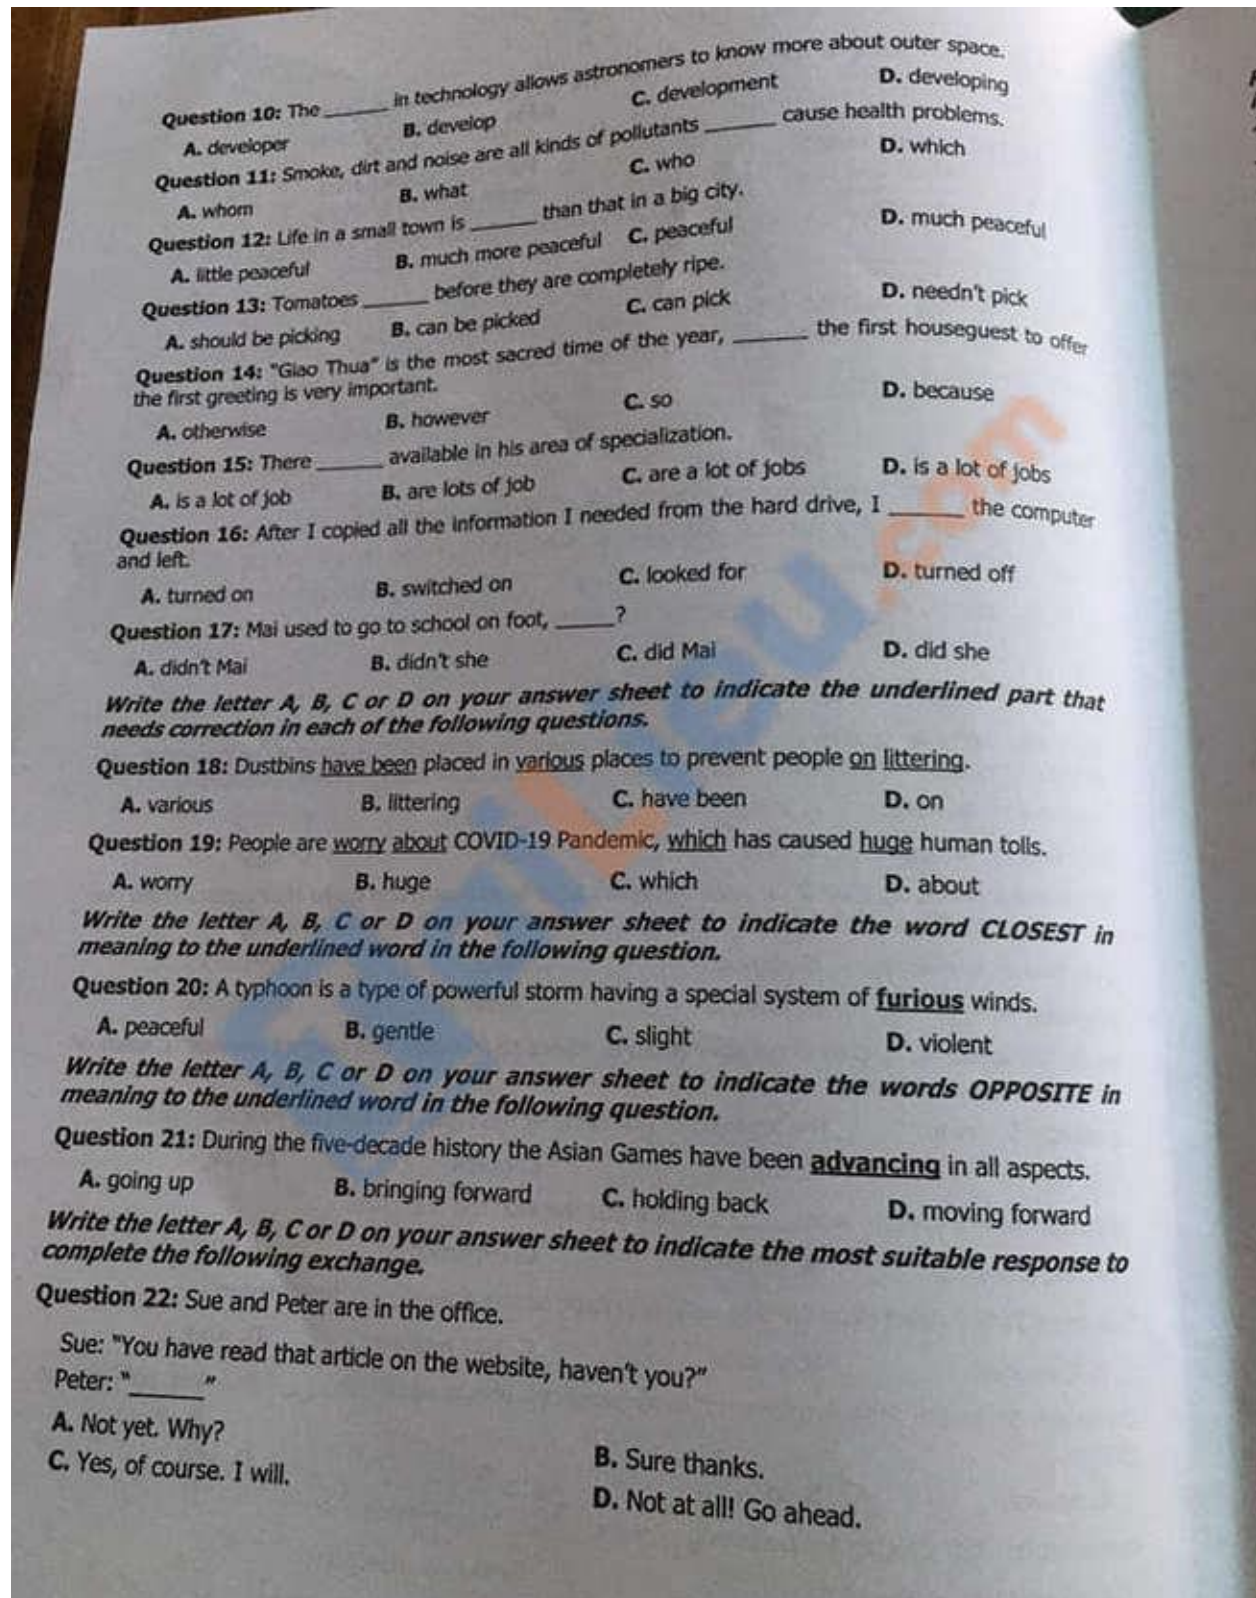 Question 10: The ______ in technology allows astronomers to know more about outer space.
A. developer B. develop C. development D. developing
Question 11: Smoke, dirt and noise are all kinds of pollutants ______ cause health problems.
A. whom B. what C. who D. which
Question 12: Life in a small town is ______ than that in a big city.
A. little peaceful B. much more peaceful C. peaceful D. much peaceful
Question 13: Tomatoes ______ before they are completely ripe.
A. should be picking B. can be picked C. can pick D. needn't pick
Question 14: "Giao Thua" is the most sacred time of the year, ______ the first houseguest to offer
the first greeting is very important.
A. otherwise B. however C. so D. because
Question 15: There ______ available in his area of specialization.
A. is a lot of job B. are lots of job C. are a lot of jobs D. is a lot of jobs
Question 16: After I copied all the information I needed from the hard drive, I ______ the computer
and left.
A. turned on B. switched on C. looked for D. turned off
Question 17: Mai used to go to school on foot, ______?
A. didn't Mai B. didn't she C. did Mai D. did she
Write the letter A, B, C or D on your answer sheet to indicate the underlined part that
needs correction in each of the following questions.
Question 18: Dustbins have been placed in various places to prevent people on littering.
A. various B. littering C. have been D. on
Question 19: People are worry about COVID-19 Pandemic, which has caused huge human tolls.
A. worry B. huge C. which D. about
Write the letter A, B, C or D on your answer sheet to indicate the word CLOSEST in
meaning to the underlined word in the following question.
Question 20: A typhoon is a type of powerful storm having a special system of furious winds.
A. peaceful B. gentle C. slight D. violent
Write the letter A, B, C or D on your answer sheet to indicate the words OPPOSITE in
meaning to the underlined word in the following question.
Question 21: During the five-decade history the Asian Games have been advancing in all aspects.
A. going up B. bringing forward C. holding back D. moving forward
Write the letter A, B, C or D on your answer sheet to indicate the most suitable response to
complete the following exchange.
Question 22: Sue and Peter are in the office.
Sue: "You have read that article on the website, haven't you?"
Peter: "______"
A. Not yet. Why? B. Sure thanks.
C. Yes, of course. I will. D. Not at all! Go ahead.